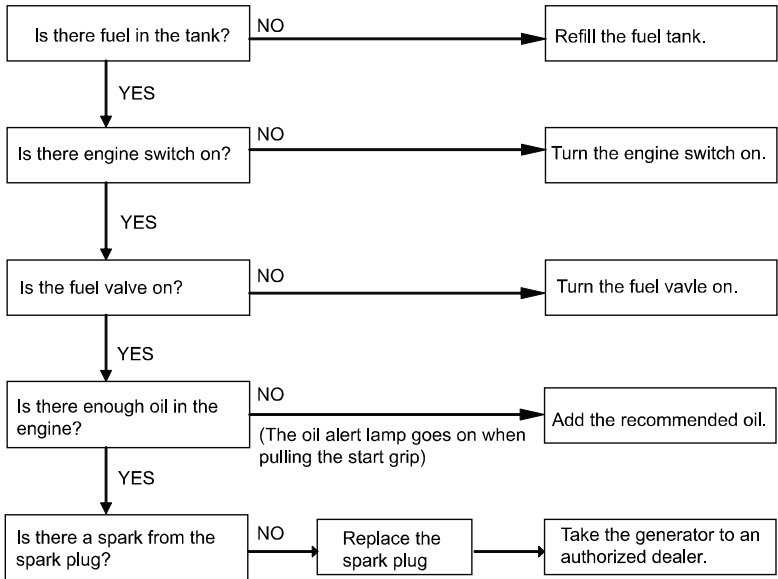 Is there fuel in the tank?
NO
Refill the fuel tank.
YES
Is there engine switch on?
NO
Turn the engine switch on.
YES
Is the fuel valve on?
NO
Turn the fuel vavle on.
YES
Is there enough oil in the
engine?
NO
(The oil alert lamp goes on when
pulling the start grip)
Add the recommended oil.
YES
Is there a spark from the
spark plug?
NO
Replace the
spark plug
Take the generator to an
authorized dealer.